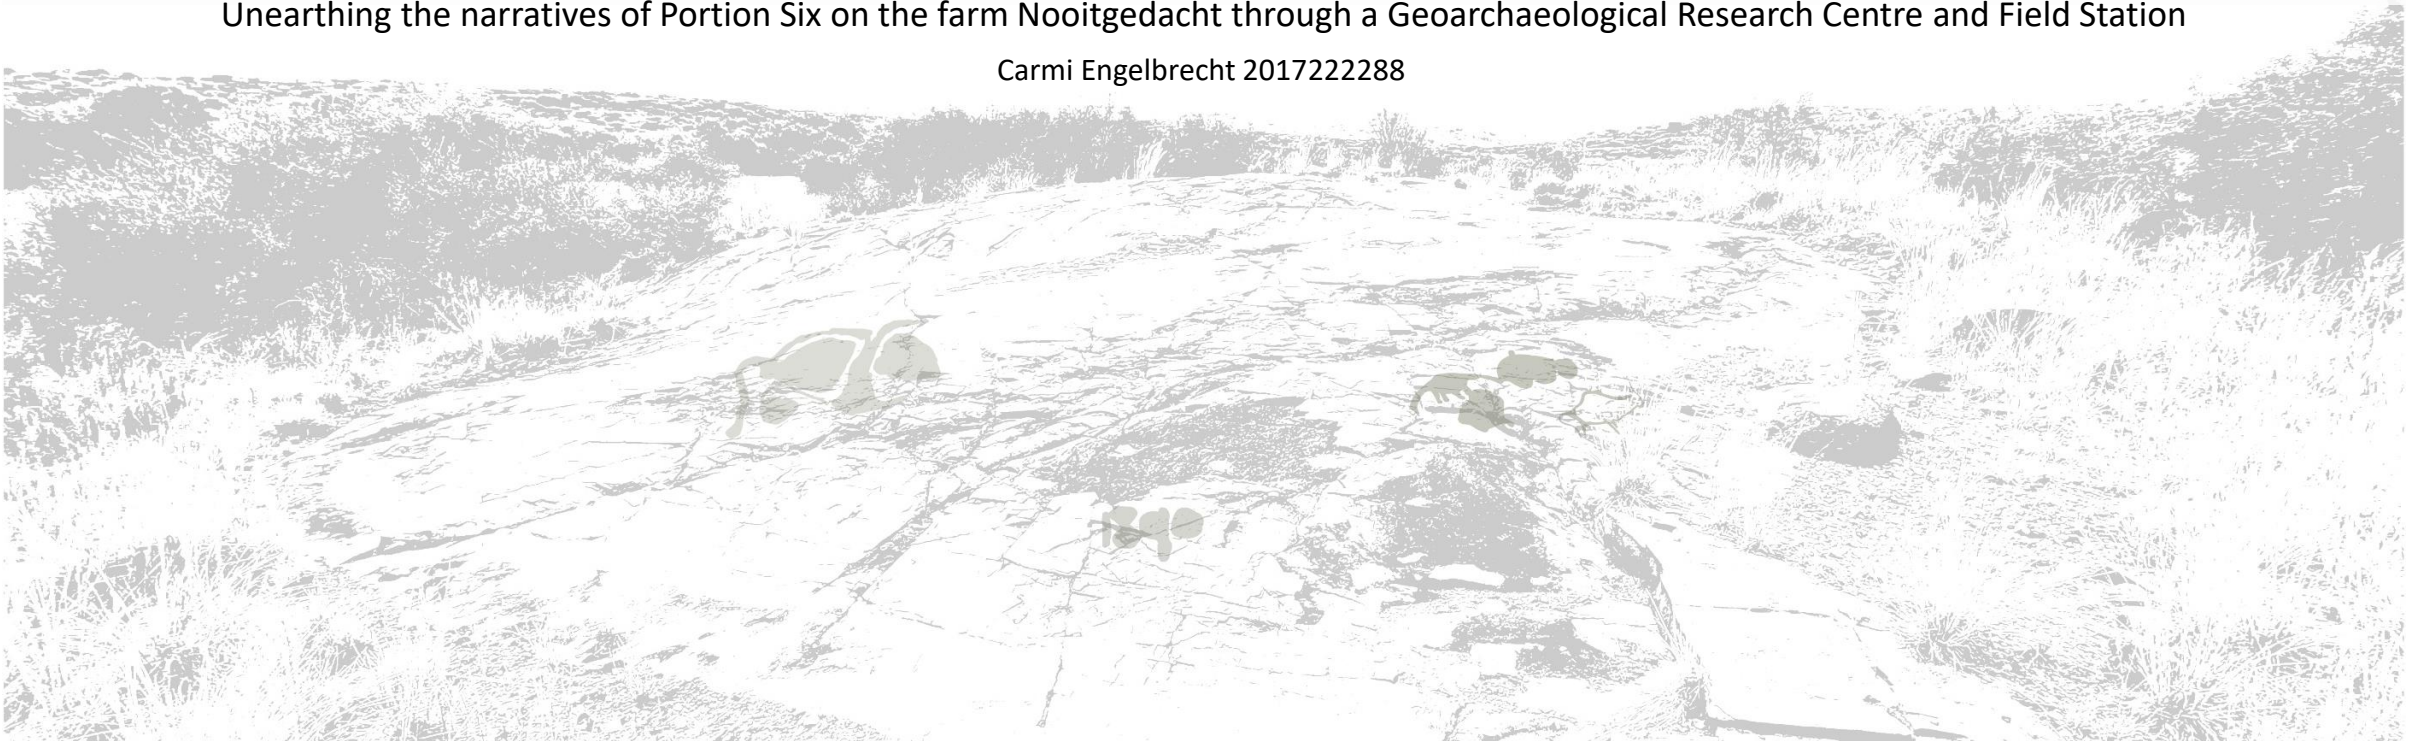 Unearthing the narratives of Portion Six on the farm Nooitgedacht through a Geoarchaeological Research Centre and Field Station
Carmi Engelbrecht 2017222288